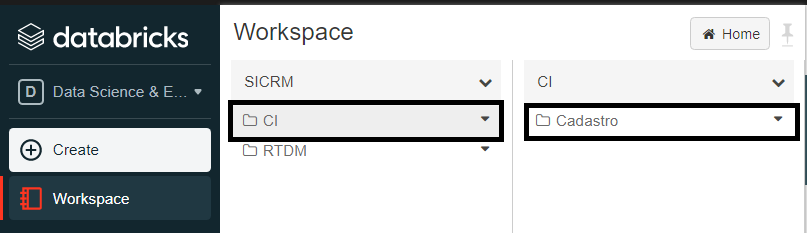 databricks
D Data Science & E...
Create
Workspace
Workspace
Home
SICRM
CI
RTDM
CI
Cadastro